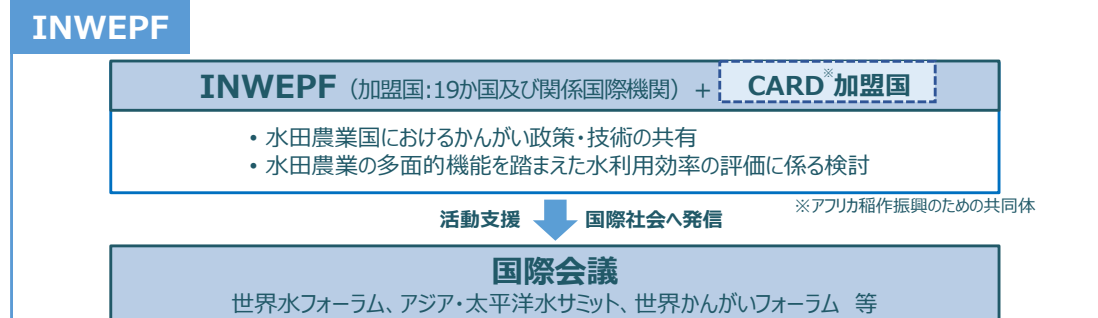 INWEPF
INWEPF（加盟国:19か国及び関係国際機関）+ CARD※加盟国
• 水田農業国におけるかんがい政策・技術の共有
• 水田農業の多面的機能を踏まえた水利用効率の評価に係る検討
※アフリカ稲作振興のための共同体
活動支援 国際社会へ発信
国際会議
世界水フォーラム、アジア・太平洋水サミット、世界かんがいフォーラム 等